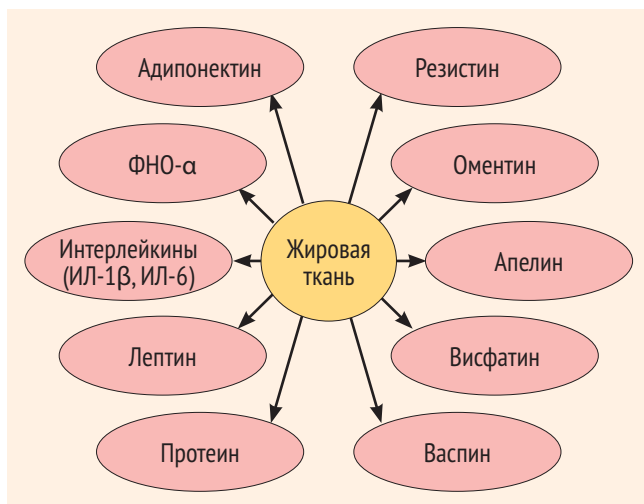 Адипонектин
Резистин
ФНО-α
Оментин
Интерлейкины
(ИЛ-1β, ИЛ-6)
Жировая
ткань
Апелин
Лептин
Висфатин
Протеин
Васпин